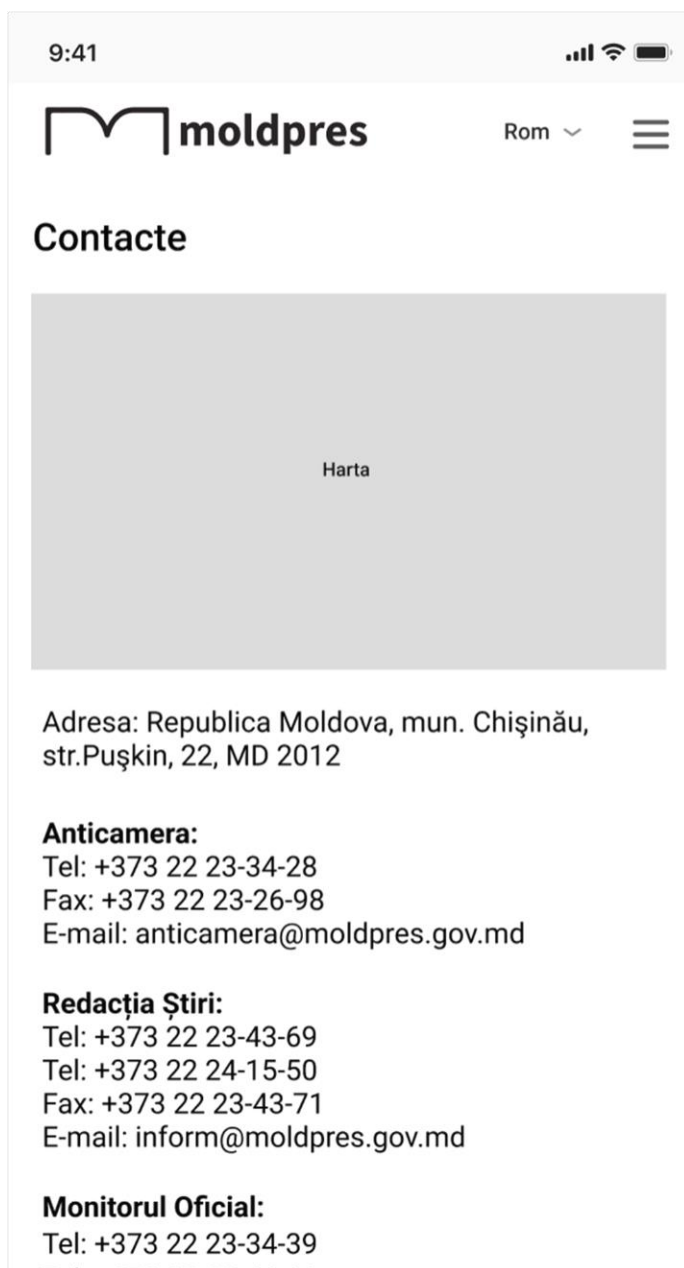 9:41
moldpres
Rom
Contacte
Harta
Adresa: Republica Moldova, mun. Chişinău,
str.Puşkin, 22, MD 2012
Anticamera:
Tel: +373 22 23-34-28
Fax: +373 22 23-26-98
E-mail: anticamera@moldpres.gov.md
Redacția Știri:
Tel: +373 22 23-43-69
Tel: +373 22 24-15-50
Fax: +373 22 23-43-71
E-mail: inform@moldpres.gov.md
Monitorul Oficial:
Tel: +373 22 23-34-39